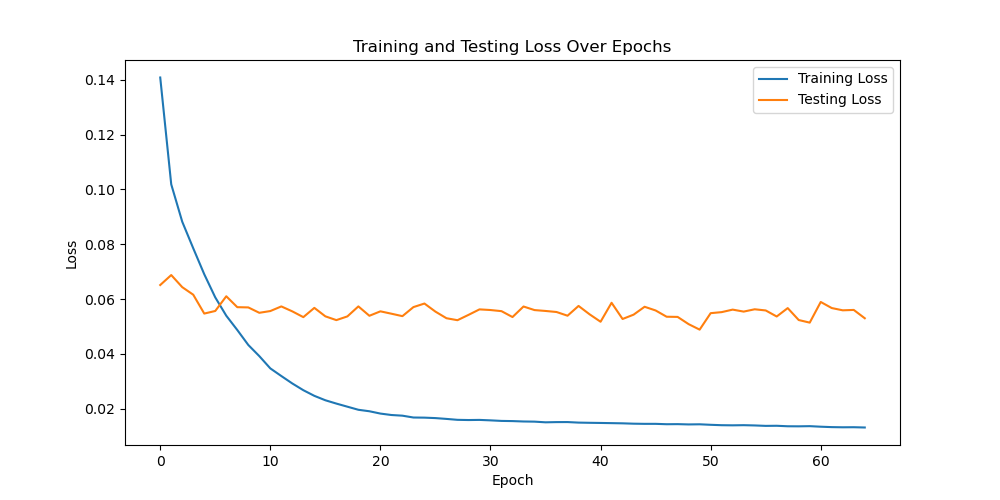 Training and Testing Loss Over Epochs
Training Loss
Testing Loss
0.14
0.12
0.10
0.08
0.06
0.04
0.02
Loss
0
10
20
30
40
50
60
Epoch